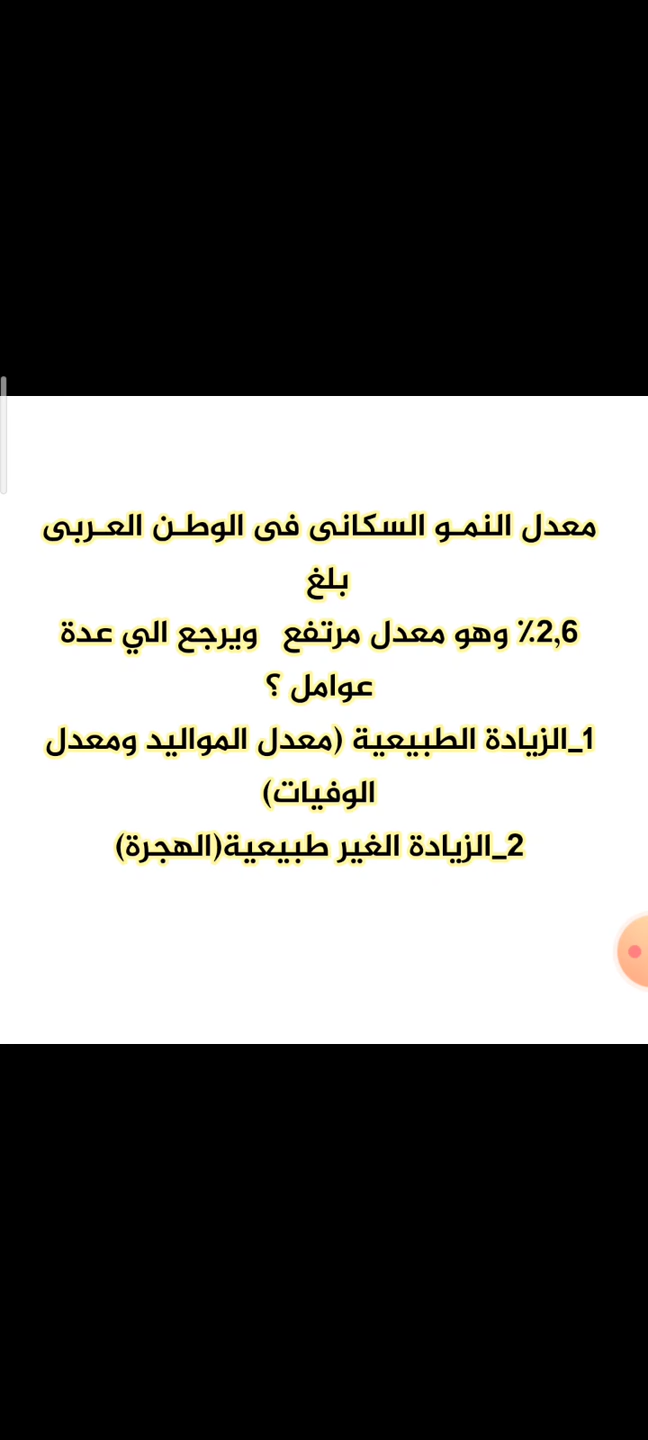 معدل النمـو السكانى فى الوطـن العـربى
بلغ
2,6٪ وهو معدل مرتفع ويرجع الي عدة
عوامل ؟
1_الزيادة الطبيعية (معدل المواليد ومعدل
الوفيات)
2_الزيادة الغير طبيعية(الهجرة)